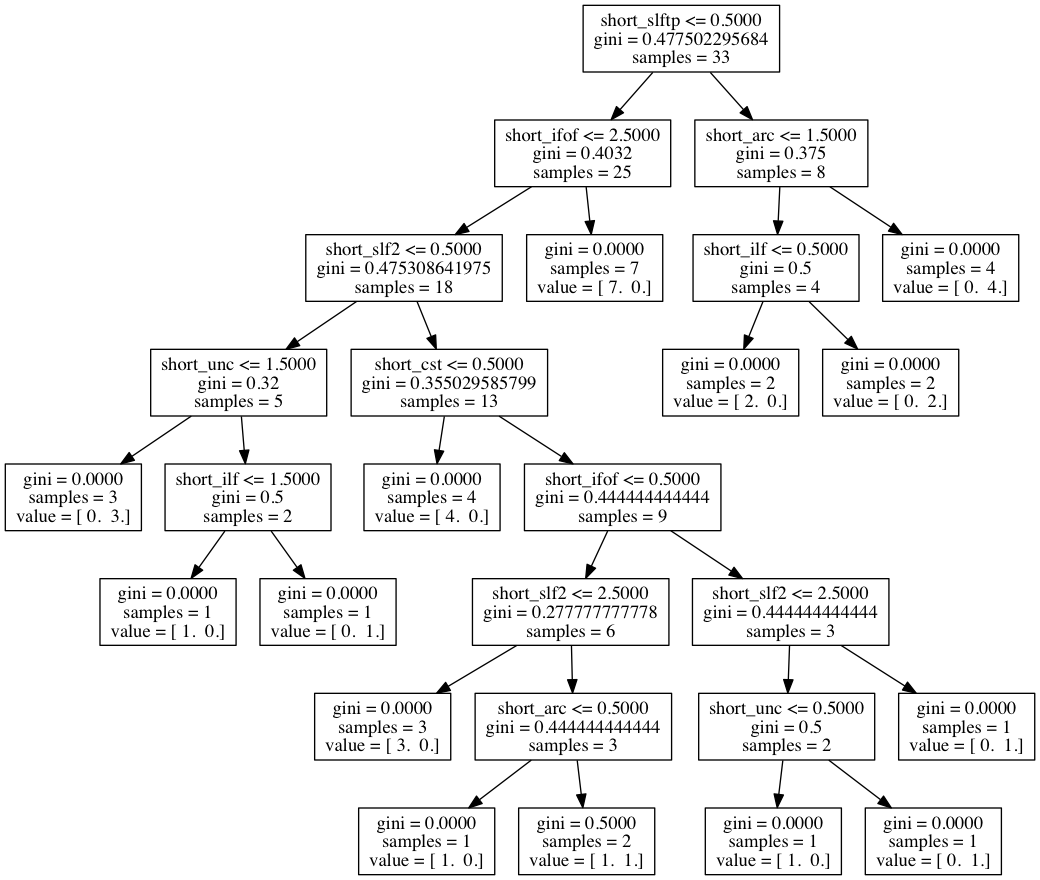 short_slftp <= 0.5000
gini = 0.477502295684
samples = 33
short_ifof <= 2.5000
gini = 0.4032
samples = 25
short_arc <= 1.5000
gini = 0.375
samples = 8
short_slf2 <= 0.5000
gini = 0.475308641975
samples = 18
gini = 0.0000
samples = 7
value = [ 7. 0.]
short_ilf <= 0.5000
gini = 0.5
samples = 4
gini = 0.0000
samples = 4
value = [ 0. 4.]
short_unc <= 1.5000
gini = 0.32
samples = 5
short_cst <= 0.5000
gini = 0.355029585799
samples = 13
gini = 0.0000
samples = 2
value = [ 2. 0.]
gini = 0.0000
samples = 2
value = [ 0. 2.]
gini = 0.0000
samples = 3
value = [ 0. 3.]
short_ilf <= 1.5000
gini = 0.5
samples = 2
gini = 0.0000
samples = 4
value = [ 4. 0.]
short_ifof <= 0.5000
gini = 0.444444444444
samples = 9
gini = 0.0000
samples = 1
value = [ 1. 0.]
gini = 0.0000
samples = 1
value = [ 0. 1.]
short_slf2 <= 2.5000
gini = 0.277777777778
samples = 6
short_slf2 <= 2.5000
gini = 0.444444444444
samples = 3
gini = 0.0000
samples = 3
value = [ 3. 0.]
short_arc <= 0.5000
gini = 0.444444444444
samples = 3
short_unc <= 0.5000
gini = 0.5
samples = 2
gini = 0.0000
samples = 1
value = [ 0. 1.]
gini = 0.0000
samples = 1
value = [ 1. 0.]
gini = 0.5000
samples = 2
value = [ 1. 1.]
gini = 0.0000
samples = 1
value = [ 1. 0.]
gini = 0.0000
samples = 1
value = [ 0. 1.]